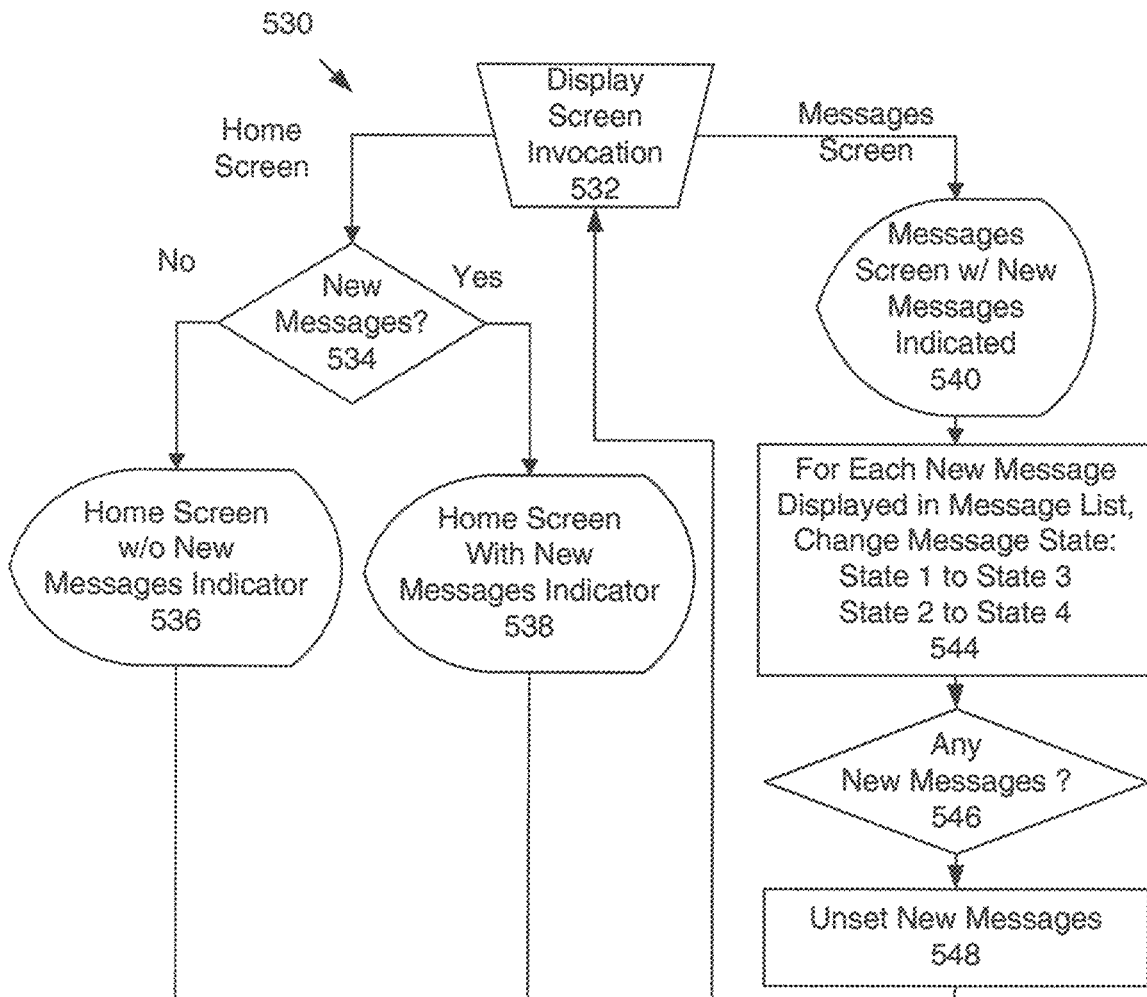 530
Display
Screen
Invocation
532
Home
Screen
Messages
Screen
No
Yes
New
Messages?
534
Messages
Screen w/ New
Messages
Indicated
540
Home Screen
w/o New
Messages Indicator
536
Home Screen
With New
Messages Indicator
538
For Each New Message
Displayed in Message List,
Change Message State:
State 1 to State 3
State 2 to State 4
544
Any
New Messages ?
546
Unset New Messages
548